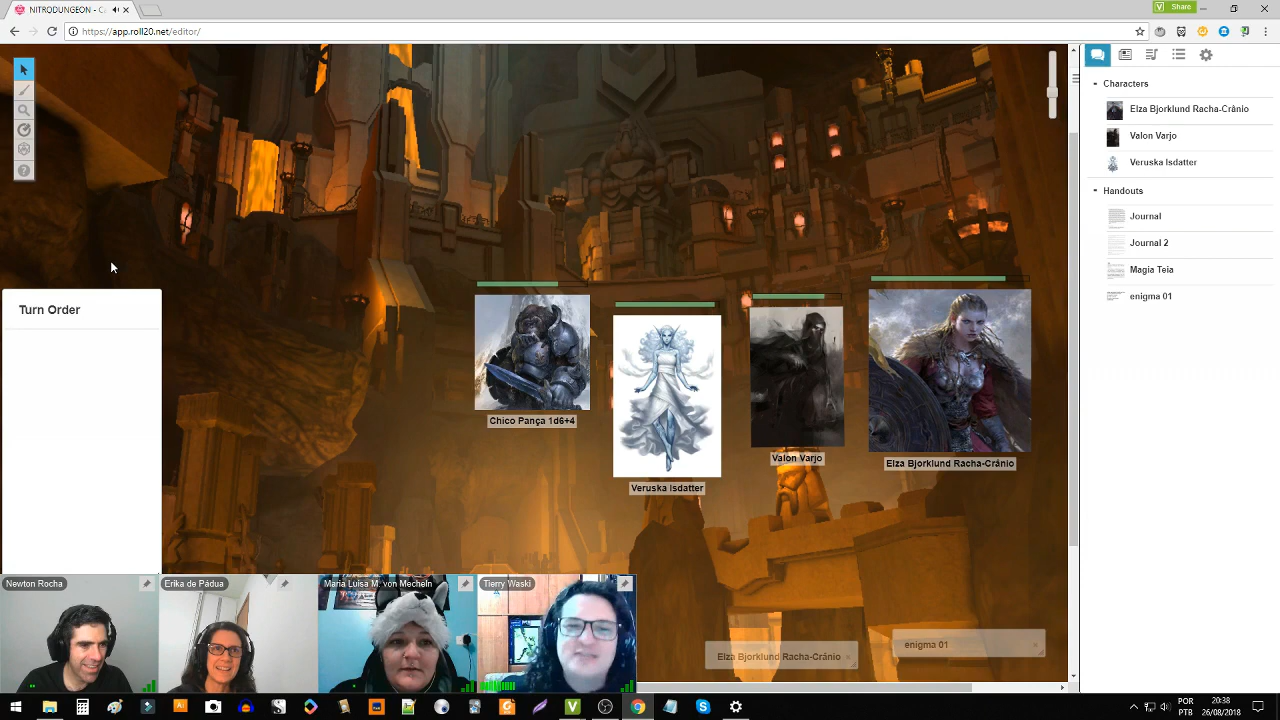 NITRODUNGEON - C
Share
https://app.roll20.net/editor/
Characters
Elza Bjorklund Racha-Crânio
Valon Varjo
Veruska Isdatter
Handouts
Journal
Journal 2
Magia Téia
enigma 01
Turn Order
Chico Pança 1d6+4
Veruska Isdatter
Valon Varjo
Elza Bjorklund Racha-Crânio
Newton Rocha
Erika de Pádua
Maria Luisa M. von Mecheln
Tierry Waski
Elza Bjorklund Racha-Crânio
enigma 01
POR
PTB
20:38
26/08/2018